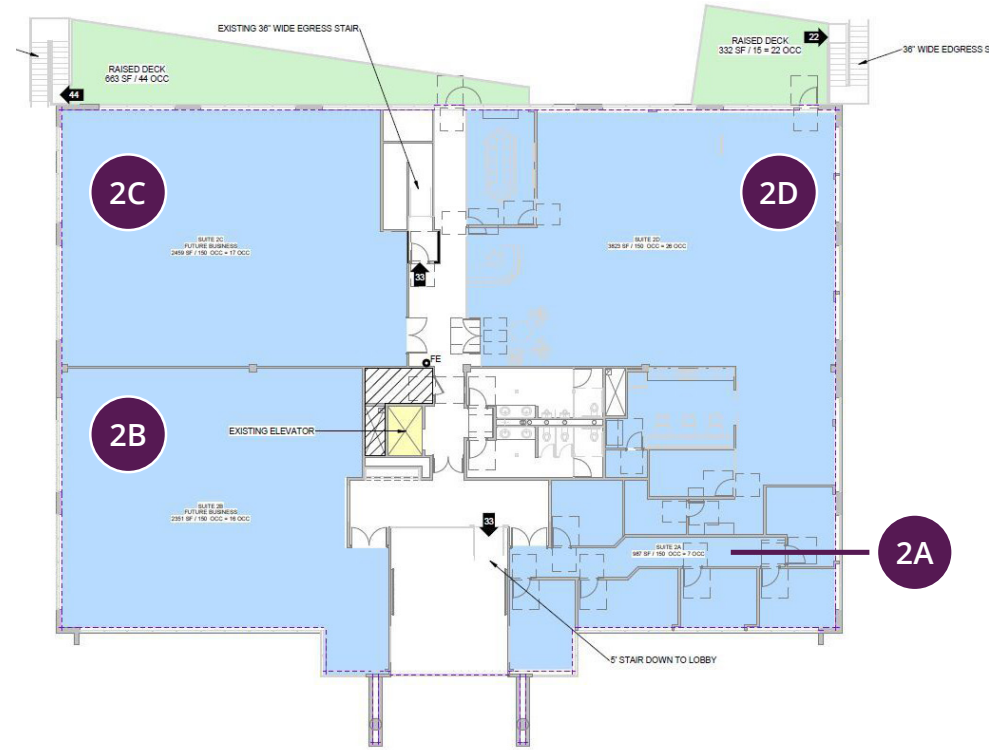 EXISTING 36" WIDE EGRESS STAIR
RAISED DECK
663 SF / 44 OCC
44
RAISED DECK
332 SF / 15 = 22 OCC
22
36" WIDE EDGRESS S
2C
2D
SUITE 2C
FUTURE BUSINESS
2459 SF / 150 OCC = 17 OCC
SUITE 2D
3823 SF / 150 OCC = 26 OCC
33
FE
2B
EXISTING ELEVATOR
SUITE 2B
FUTURE BUSINESS
2351 SF / 150 OCC = 16 OCC
33
SUITE 2A
987 SF / 150 OCC = 7 OCC
2A
5' STAIR DOWN TO LOBBY